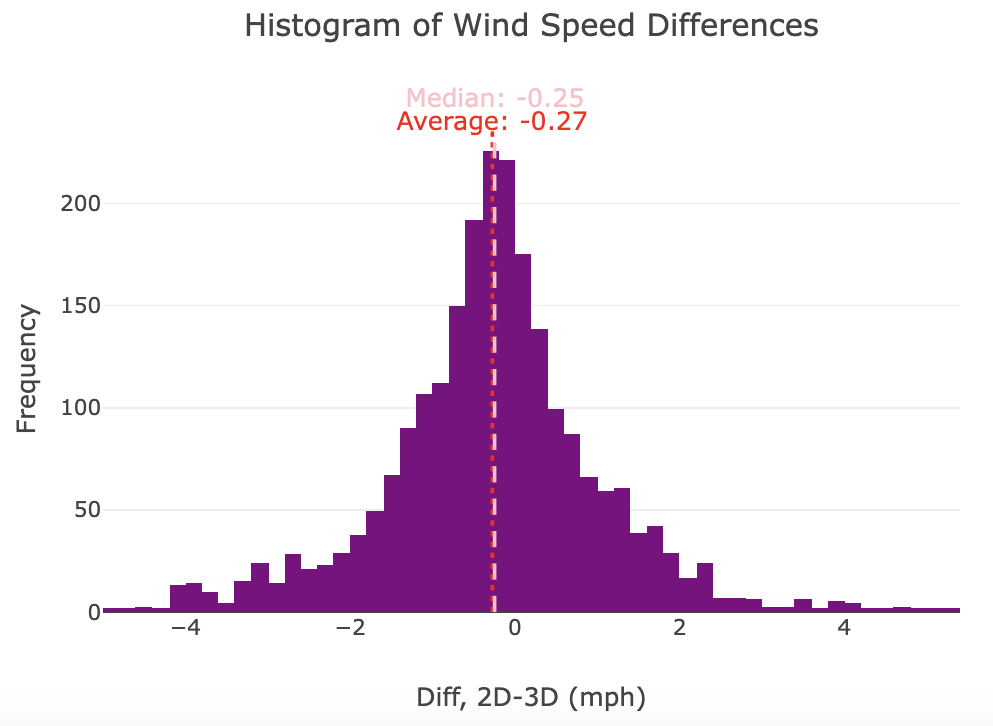 Histogram of Wind Speed Differences
Median: -0.25
Average: -0.27
200
150
100
50
0
−4
−2
0
2
4
Frequency
Diff, 2D-3D (mph)